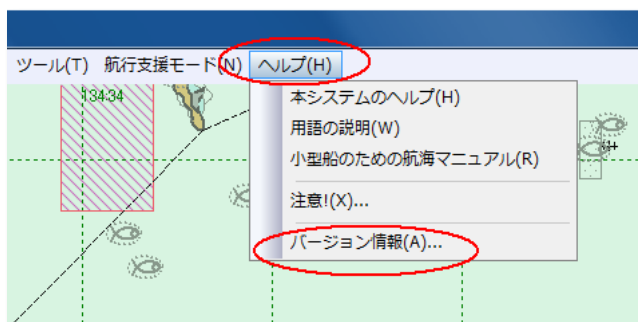 ツール(T) 航行支援モード(N) ヘルプ(H)
134-34
本システムのヘルプ(H)
用語の説明(W)
小型船のための航海マニュアル(R)
注意!(X)...
バージョン情報(A)...